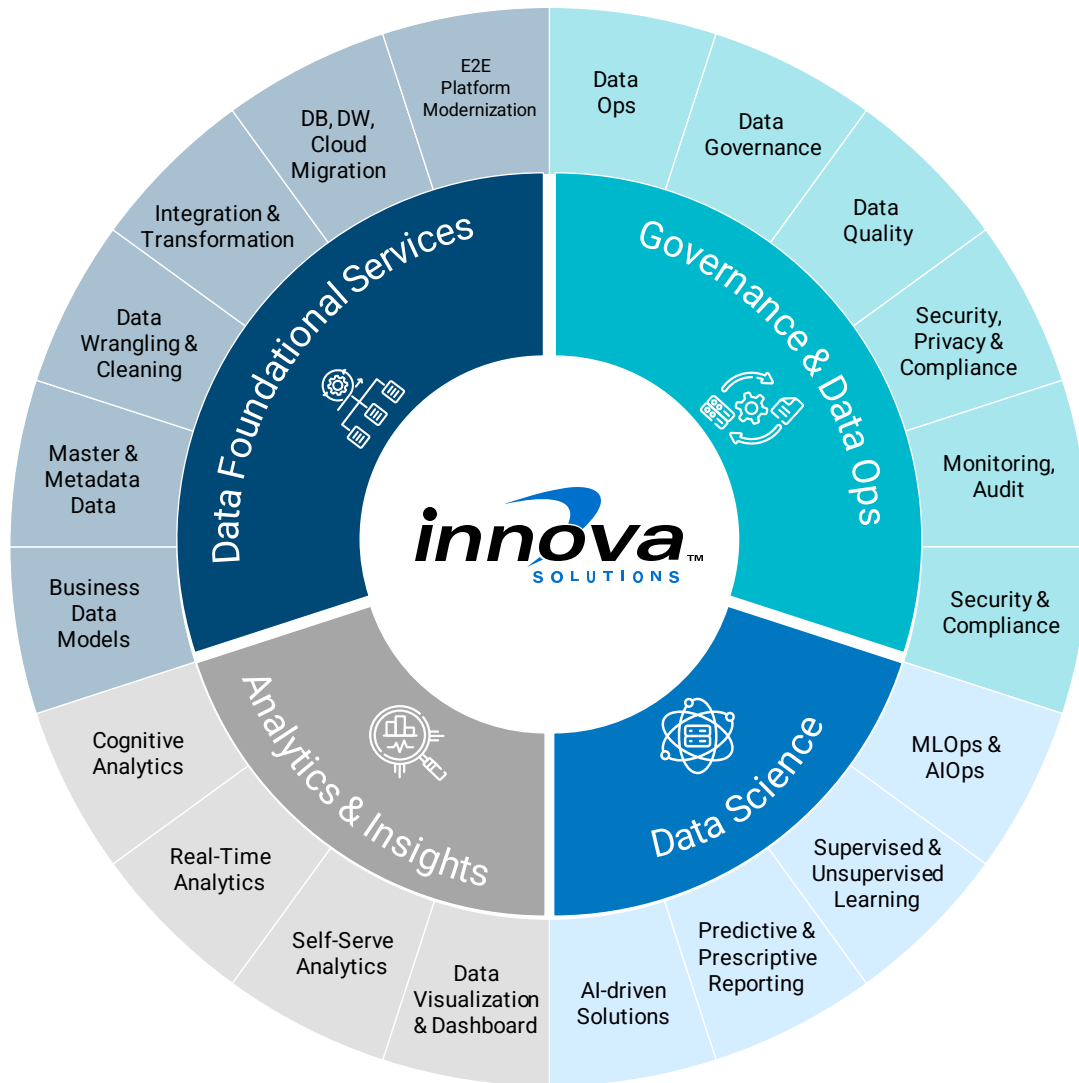 E2E
Platform
Modernization
Data
Ops
Data
Governance
Data
Quality
Security,
Privacy &
Compliance
Monitoring,
Audit
Security &
Compliance
MLOps &
AIOps
Supervised &
Unsupervised
Learning
Predictive &
Prescriptive
Reporting
AI-driven
Solutions
Data
Visualization
& Dashboard
Self-Serve
Analytics
Real-Time
Analytics
Cognitive
Analytics
Business
Data
Models
Master &
Metadata
Data
Data
Wrangling &
Cleaning
Integration &
Transformation
DB, DW,
Cloud
Migration
Data Foundational Services
Governance & Data Ops
Data Science
Analytics & Insights
innova™
SOLUTIONS